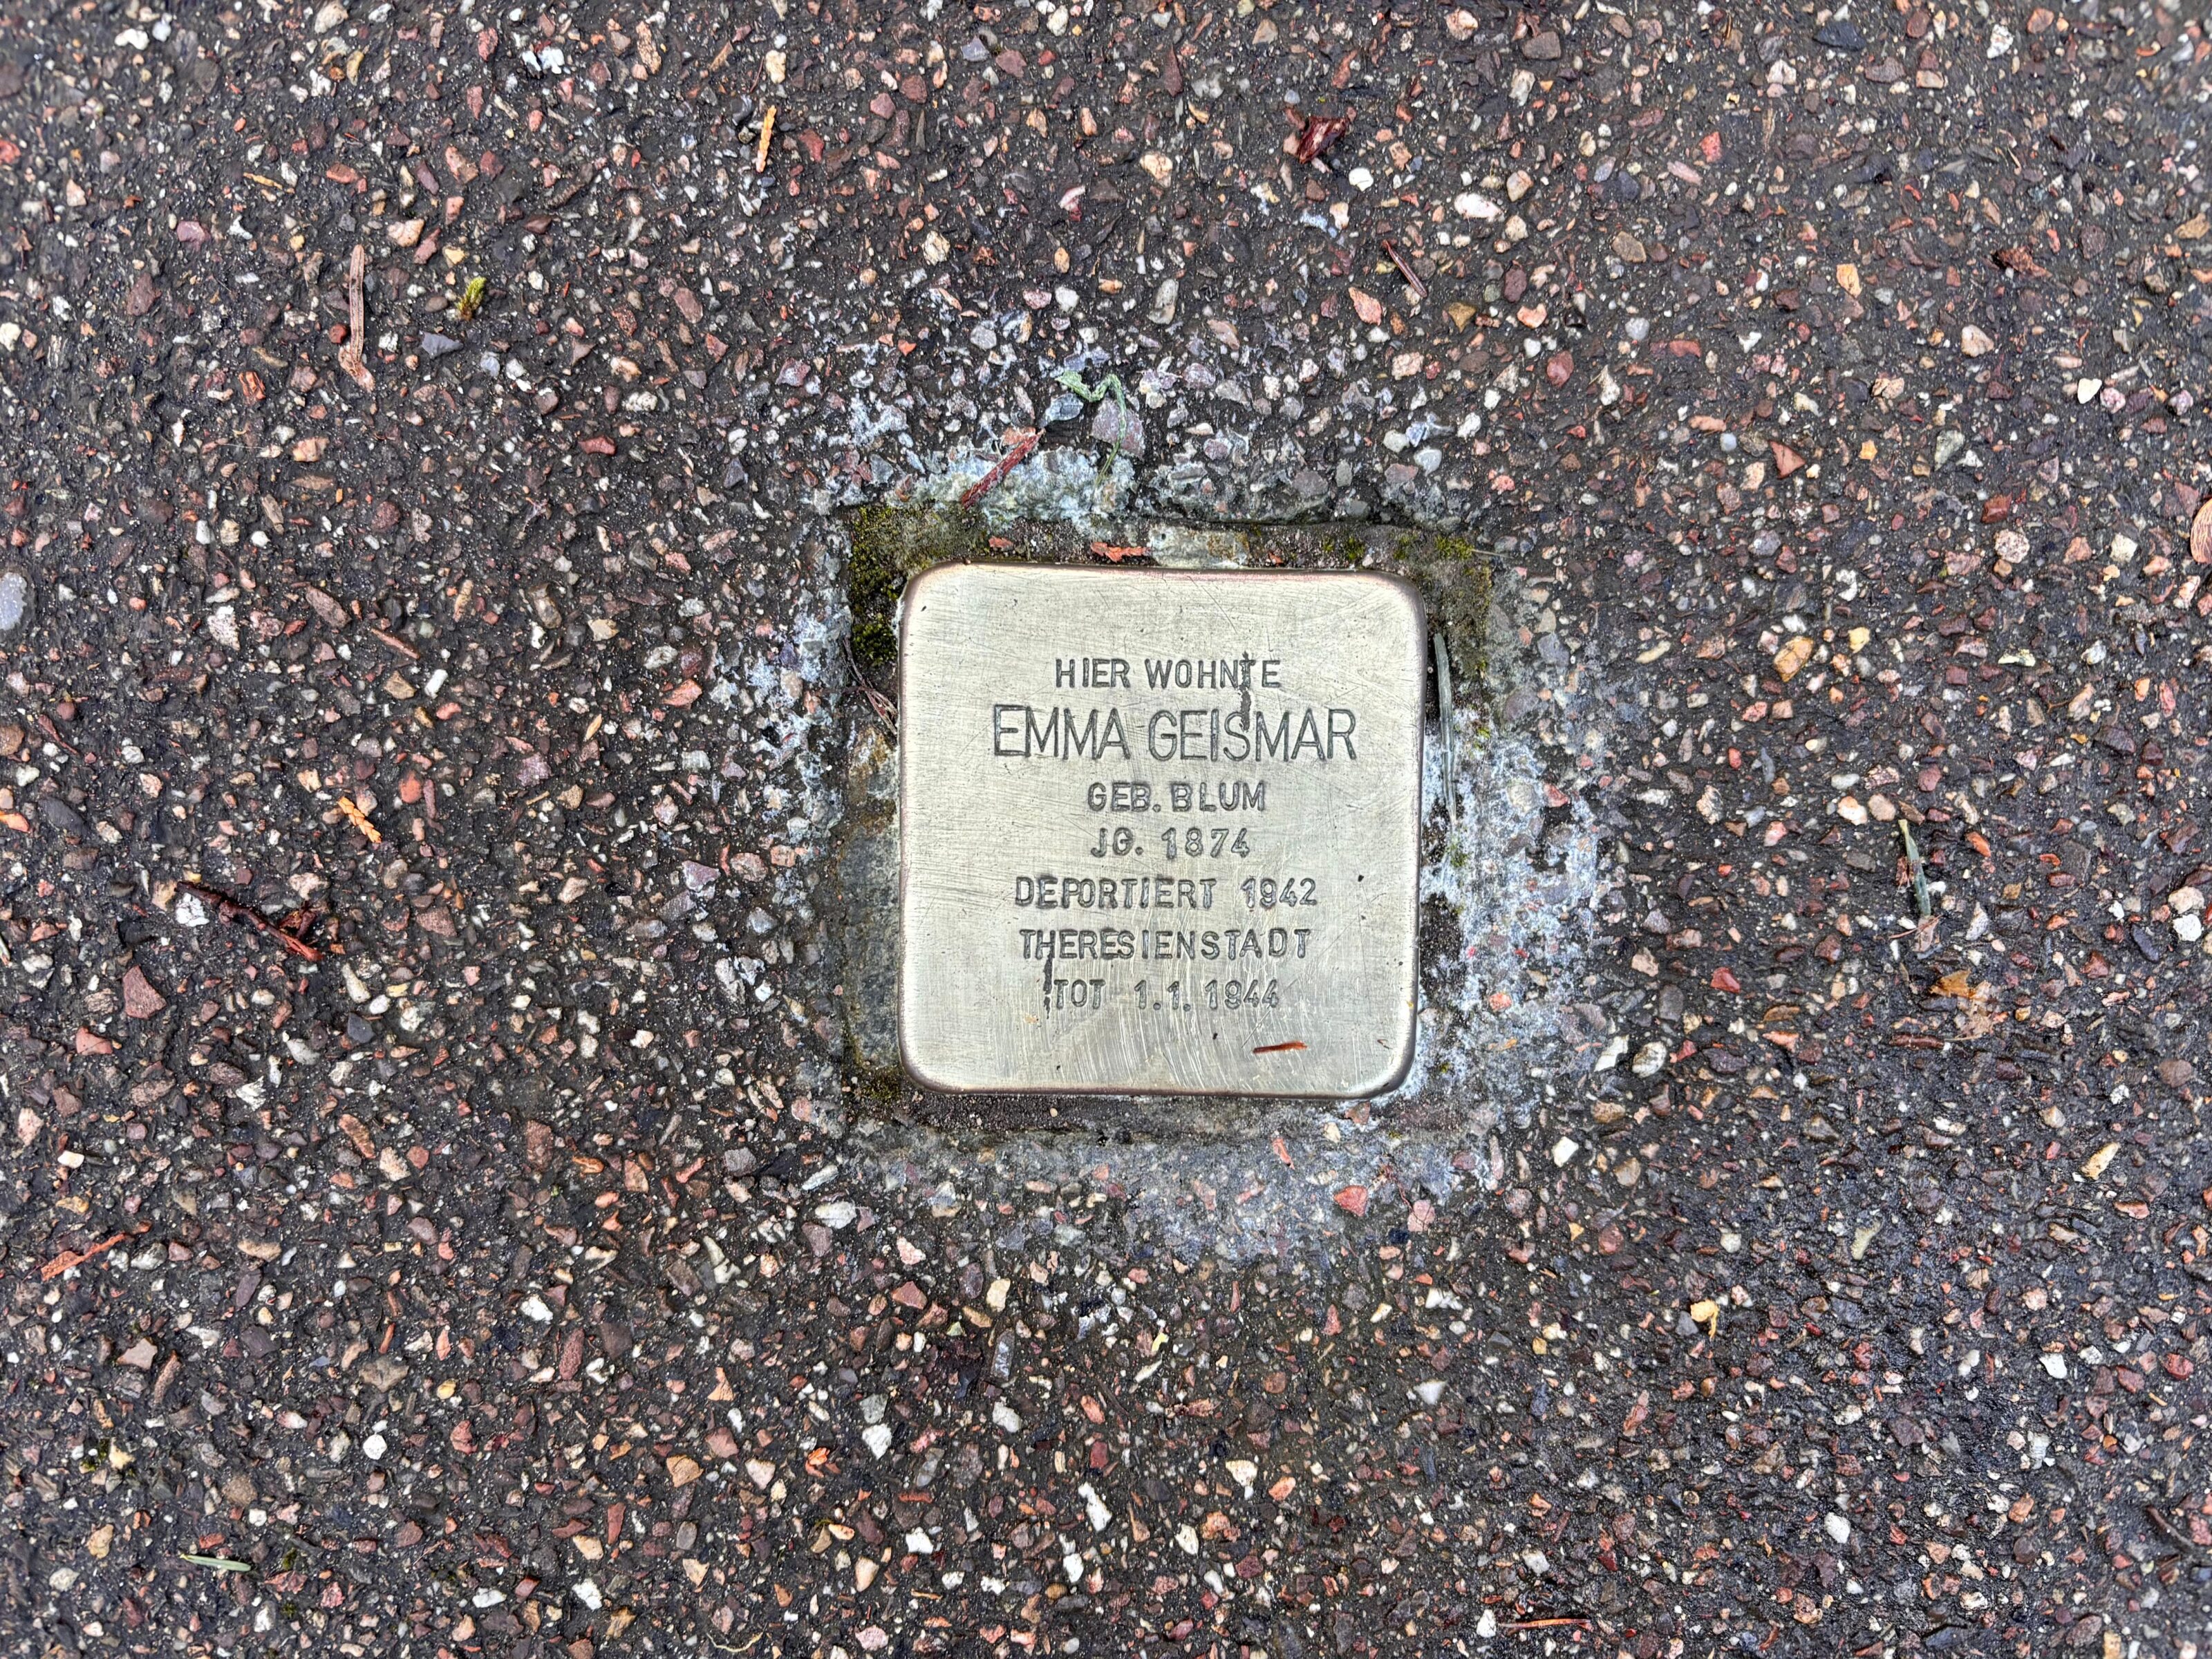 HIER WOHNTE
EMMA GEISMAR
GEB. BLUM
JG. 1874
DEPORTIERT 1942
THERESIENSTADT
TOT 1.1.1944